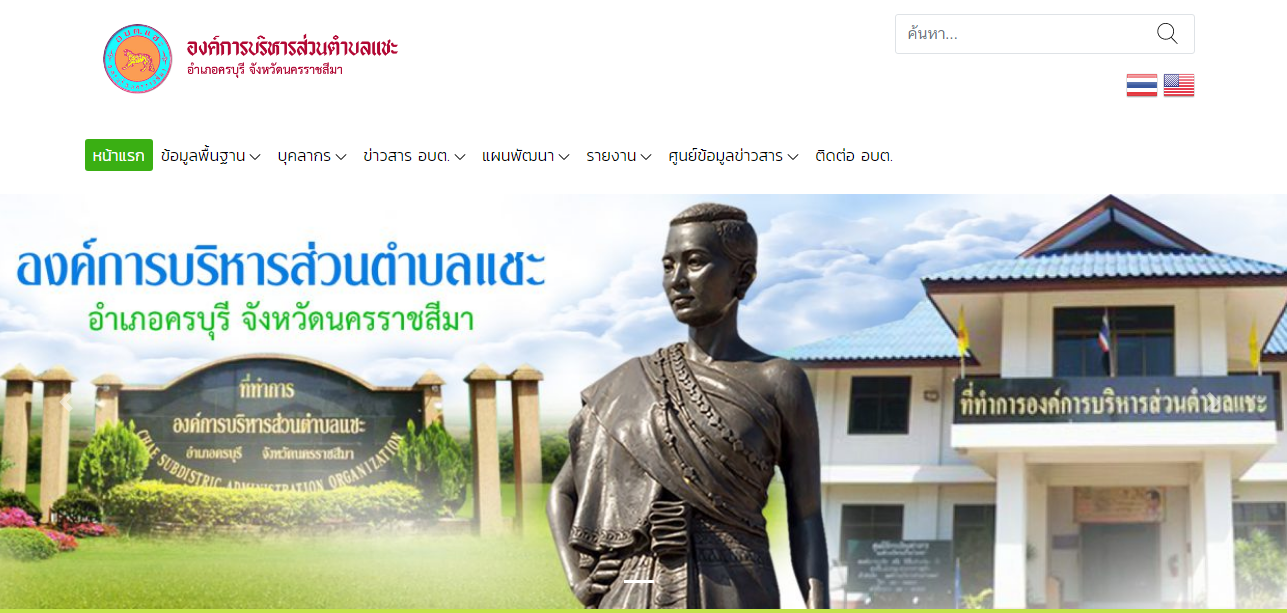 องค์การบริหารส่วนตำบลแชะ
อำเภอครบุรี จังหวัดนครราชสีมา
ค้นหา...
หน้าแรก ข้อมูลพื้นฐาน บุคลากร ข่าวสาร อบต. แผนพัฒนา รายงาน ศูนย์ข้อมูลข่าวสาร ติดต่อ อบต.
องค์การบริหารส่วนตำบลแชะ
อำเภอครบุรี จังหวัดนครราชสีมา
ที่ทำการ
องค์การบริหารส่วนตำบลแชะ
อำเภอครบุรี จังหวัดนครราชสีมา
CHAE SUBDISTRIC ADMINISTRATION ORGANIZATION
ที่ทำการองค์การบริหารส่วนตำบลแชะ